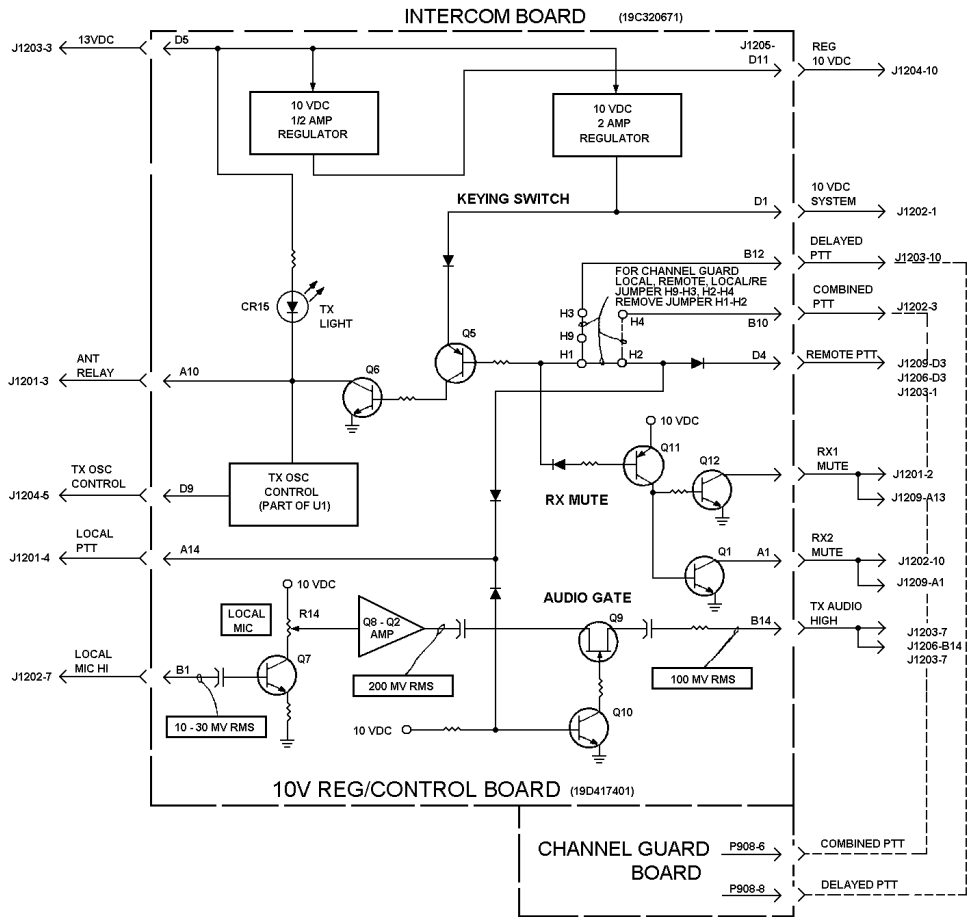 INTERCOM BOARD (19C320671)
J1203-3
13VDC
D5
J1205-
D11
REG
10 VDC
J1204-10
10 VDC
1/2 AMP
REGULATOR
10 VDC
2 AMP
REGULATOR
KEYING SWITCH
D1
10 VDC
SYSTEM
J1202-1
B12
DELAYED
PTT
J1203-10
FOR CHANNEL GUARD
LOCAL, REMOTE, LOCAL/RE
JUMPER H9-H3, H2-H4
REMOVE JUMPER H1-H2
COMBINED
PTT
J1202-3
CR15
TX
LIGHT
H3
H4
B10
Q5
H9
H1
H2
D4
REMOTE PTT
J1209-D3
J1206-D3
J1203-1
ANT
RELAY
J1201-3
A10
Q6
10 VDC
Q11
Q12
RX1
MUTE
J1201-2
J1209-A13
TX OSC
CONTROL
J1204-5
D9
TX OSC
CONTROL
(PART OF U1)
RX MUTE
LOCAL
PTT
J1201-4
A14
Q1
A1
RX2
MUTE
J1202-10
J1209-A1
10 VDC
AUDIO GATE
LOCAL
MIC
R14
Q8 - Q2
AMP
Q9
B14
TX AUDIO
HIGH
J1203-7
J1206-B14
J1203-7
LOCAL
MIC HI
J1202-7
B1
Q7
200 MV RMS
100 MV RMS
10 - 30 MV RMS
10 VDC
Q10
10V REG/CONTROL BOARD (19D417401)
CHANNEL GUARD
BOARD
P908-6
COMBINED PTT
P908-8
DELAYED PTT